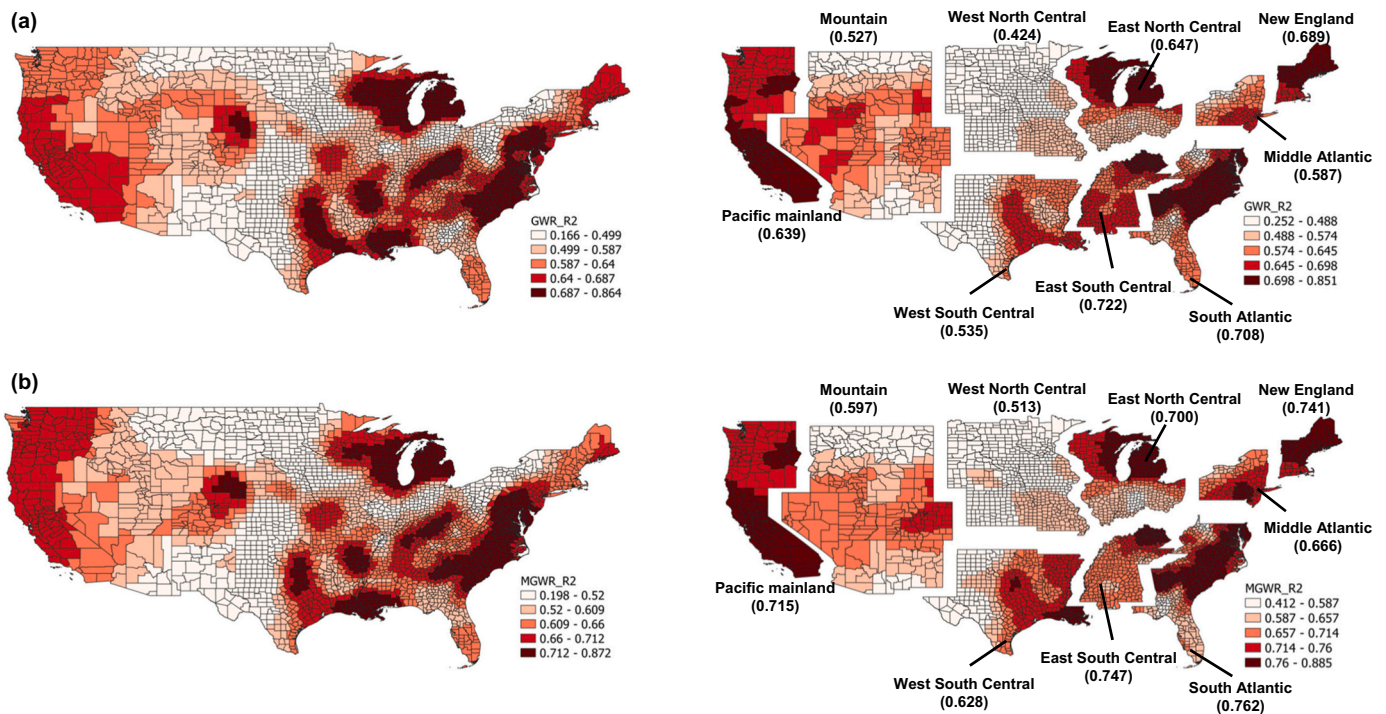 (a)
Mountain
(0.527)
West North Central
(0.424)
East North Central
(0.647)
New England
(0.689)
Middle Atlantic
(0.587)
Pacific mainland
(0.639)
West South Central
(0.535)
East South Central
(0.722)
South Atlantic
(0.708)
GWR_R2
0.166 - 0.499
0.499 - 0.587
0.587 - 0.64
0.64 - 0.687
0.687 - 0.864
GWR_R2
0.252 - 0.488
0.488 - 0.574
0.574 - 0.645
0.645 - 0.698
0.698 - 0.851
(b)
Mountain
(0.597)
West North Central
(0.513)
East North Central
(0.700)
New England
(0.741)
Middle Atlantic
(0.666)
Pacific mainland
(0.715)
West South Central
(0.628)
East South Central
(0.747)
South Atlantic
(0.762)
MGWR_R2
0.198 - 0.52
0.52 - 0.609
0.609 - 0.66
0.66 - 0.712
0.712 - 0.872
MGWR_R2
0.412 - 0.587
0.587 - 0.657
0.657 - 0.714
0.714 - 0.76
0.76 - 0.885